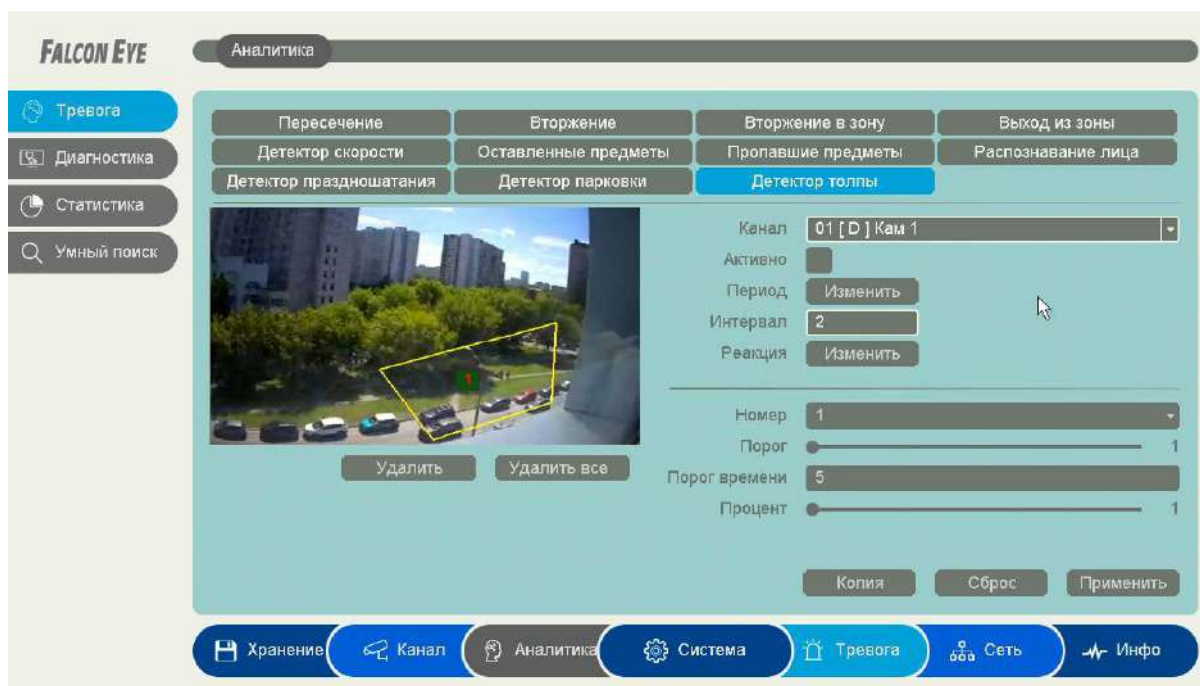 FALCON EYE
Аналитика
Тревога
Диагностика
Статистика
Умный поиск
Пересечение
Вторжение
Вторжение в зону
Выход из зоны
Детектор скорости
Оставленные предметы
Пропавшие предметы
Распознавание лица
Детектор праздношатания
Детектор парковки
Детектор толпы
1
Удалить
Удалить все
Канал
01 [ D ] Кам 1
Активно
Период
Изменить
Интервал
2
Реакция
Изменить
Номер
1
Порог
1
Порог времени
5
Процент
1
Копия
Сброс
Применить
Хранение
Канал
Аналитика
Система
Тревога
Сеть
Инфо